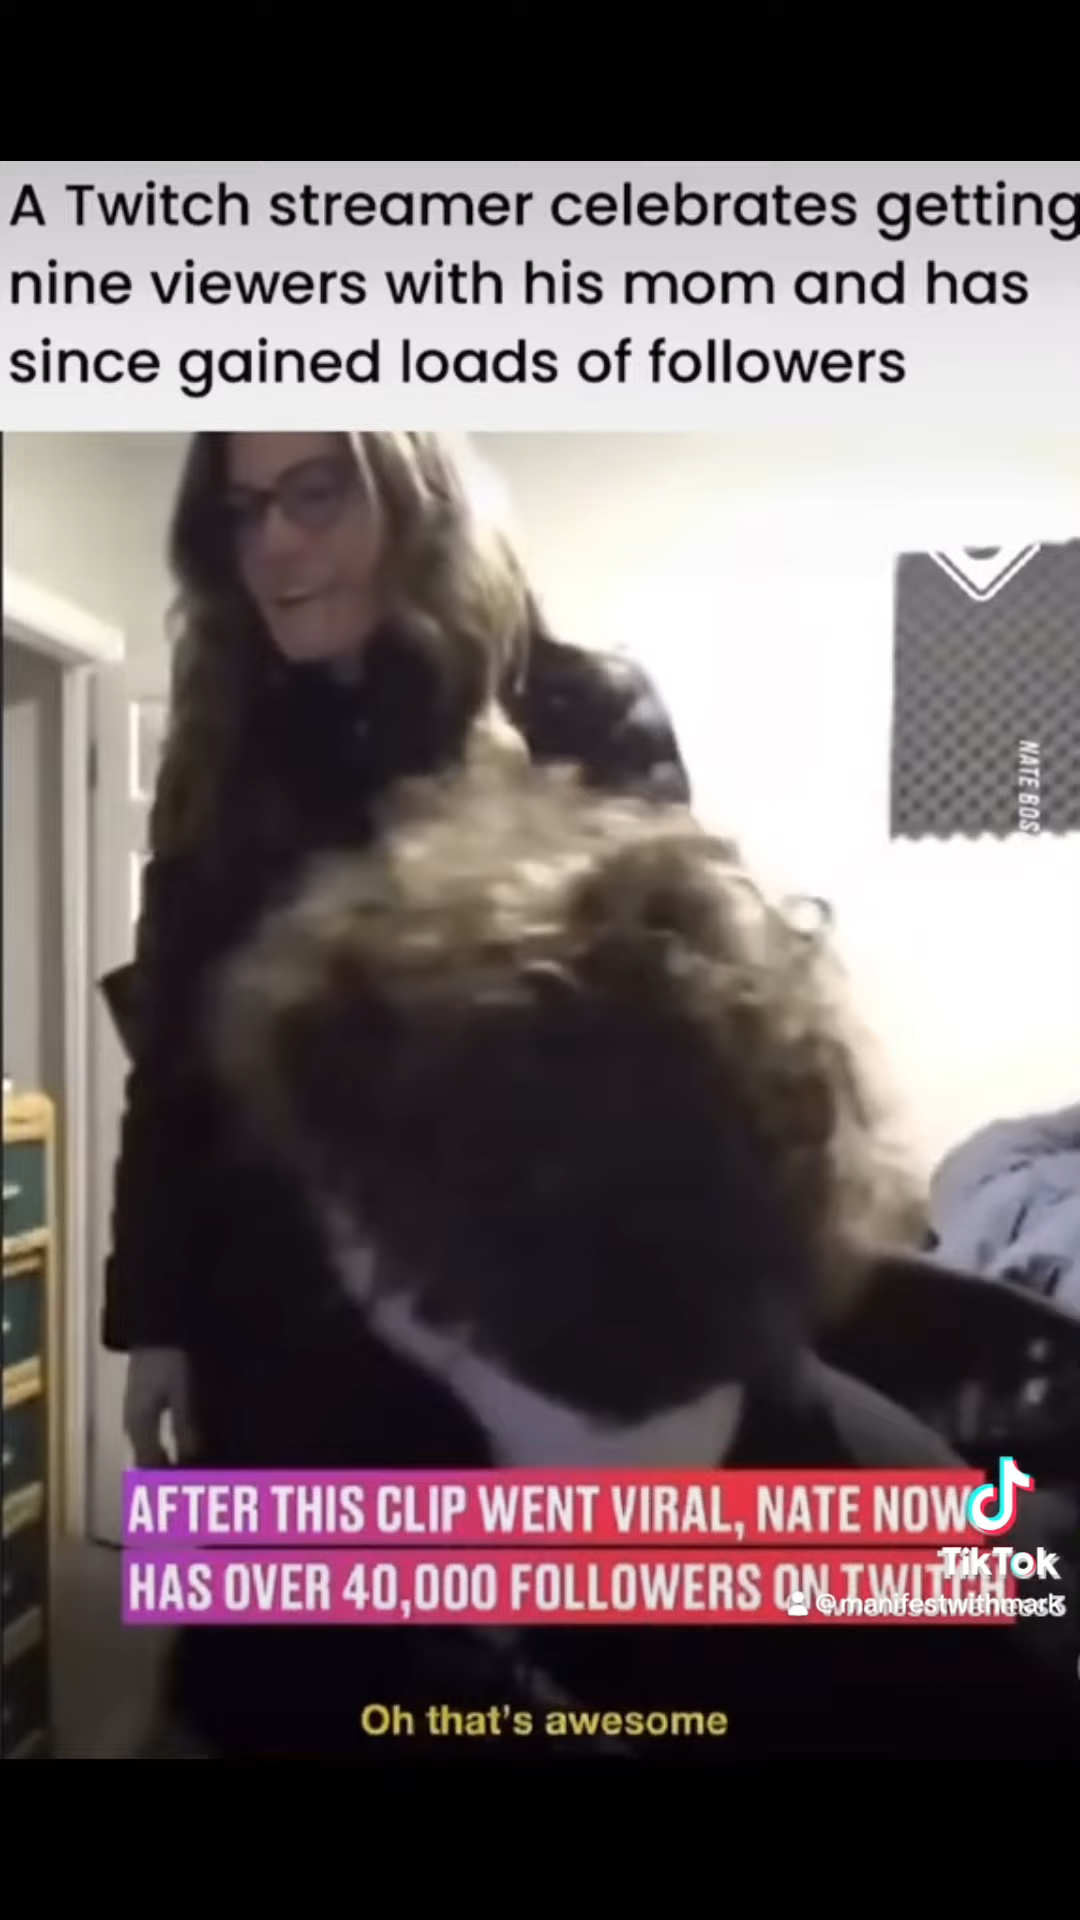 A Twitch streamer celebrates getting
nine viewers with his mom and has
since gained loads of followers
NATE BOS
AFTER THIS CLIP WENT VIRAL, NATE NOW
HAS OVER 40,000 FOLLOWERS ON TWITCH
TikTok
@manifestwithmark
Oh that's awesome